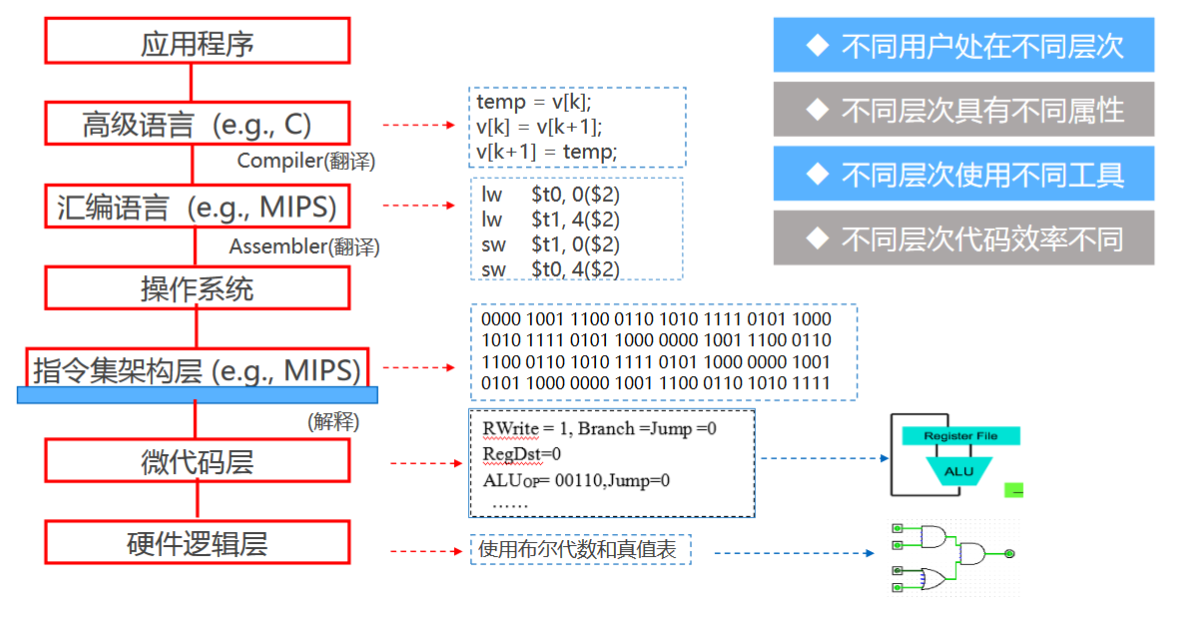 应用程序
高级语言 (e.g., C)
Compiler(翻译)
汇编语言 (e.g., MIPS)
Assembler(翻译)
操作系统
指令集架构层 (e.g., MIPS)
(解释)
微代码层
硬件逻辑层
temp = v[k];
v[k] = v[k+1];
v[k+1] = temp;
lw $t0, 0($2)
lw $t1, 4($2)
sw $t1, 0($2)
sw $t0, 4($2)
0000 1001 1100 0110 1010 1111 0101 1000
1010 1111 0101 1000 0000 1001 1100 0110
1100 0110 1010 1111 0101 1000 0000 1001
0101 1000 0000 1001 1100 0110 1010 1111
RWrite = 1, Branch =Jump =0
RegDst=0
ALUOP= 00110,Jump=0
……
使用布尔代数和真值表
◆ 不同用户处在不同层次
◆ 不同层次具有不同属性
◆ 不同层次使用不同工具
◆ 不同层次代码效率不同
Register File
ALU